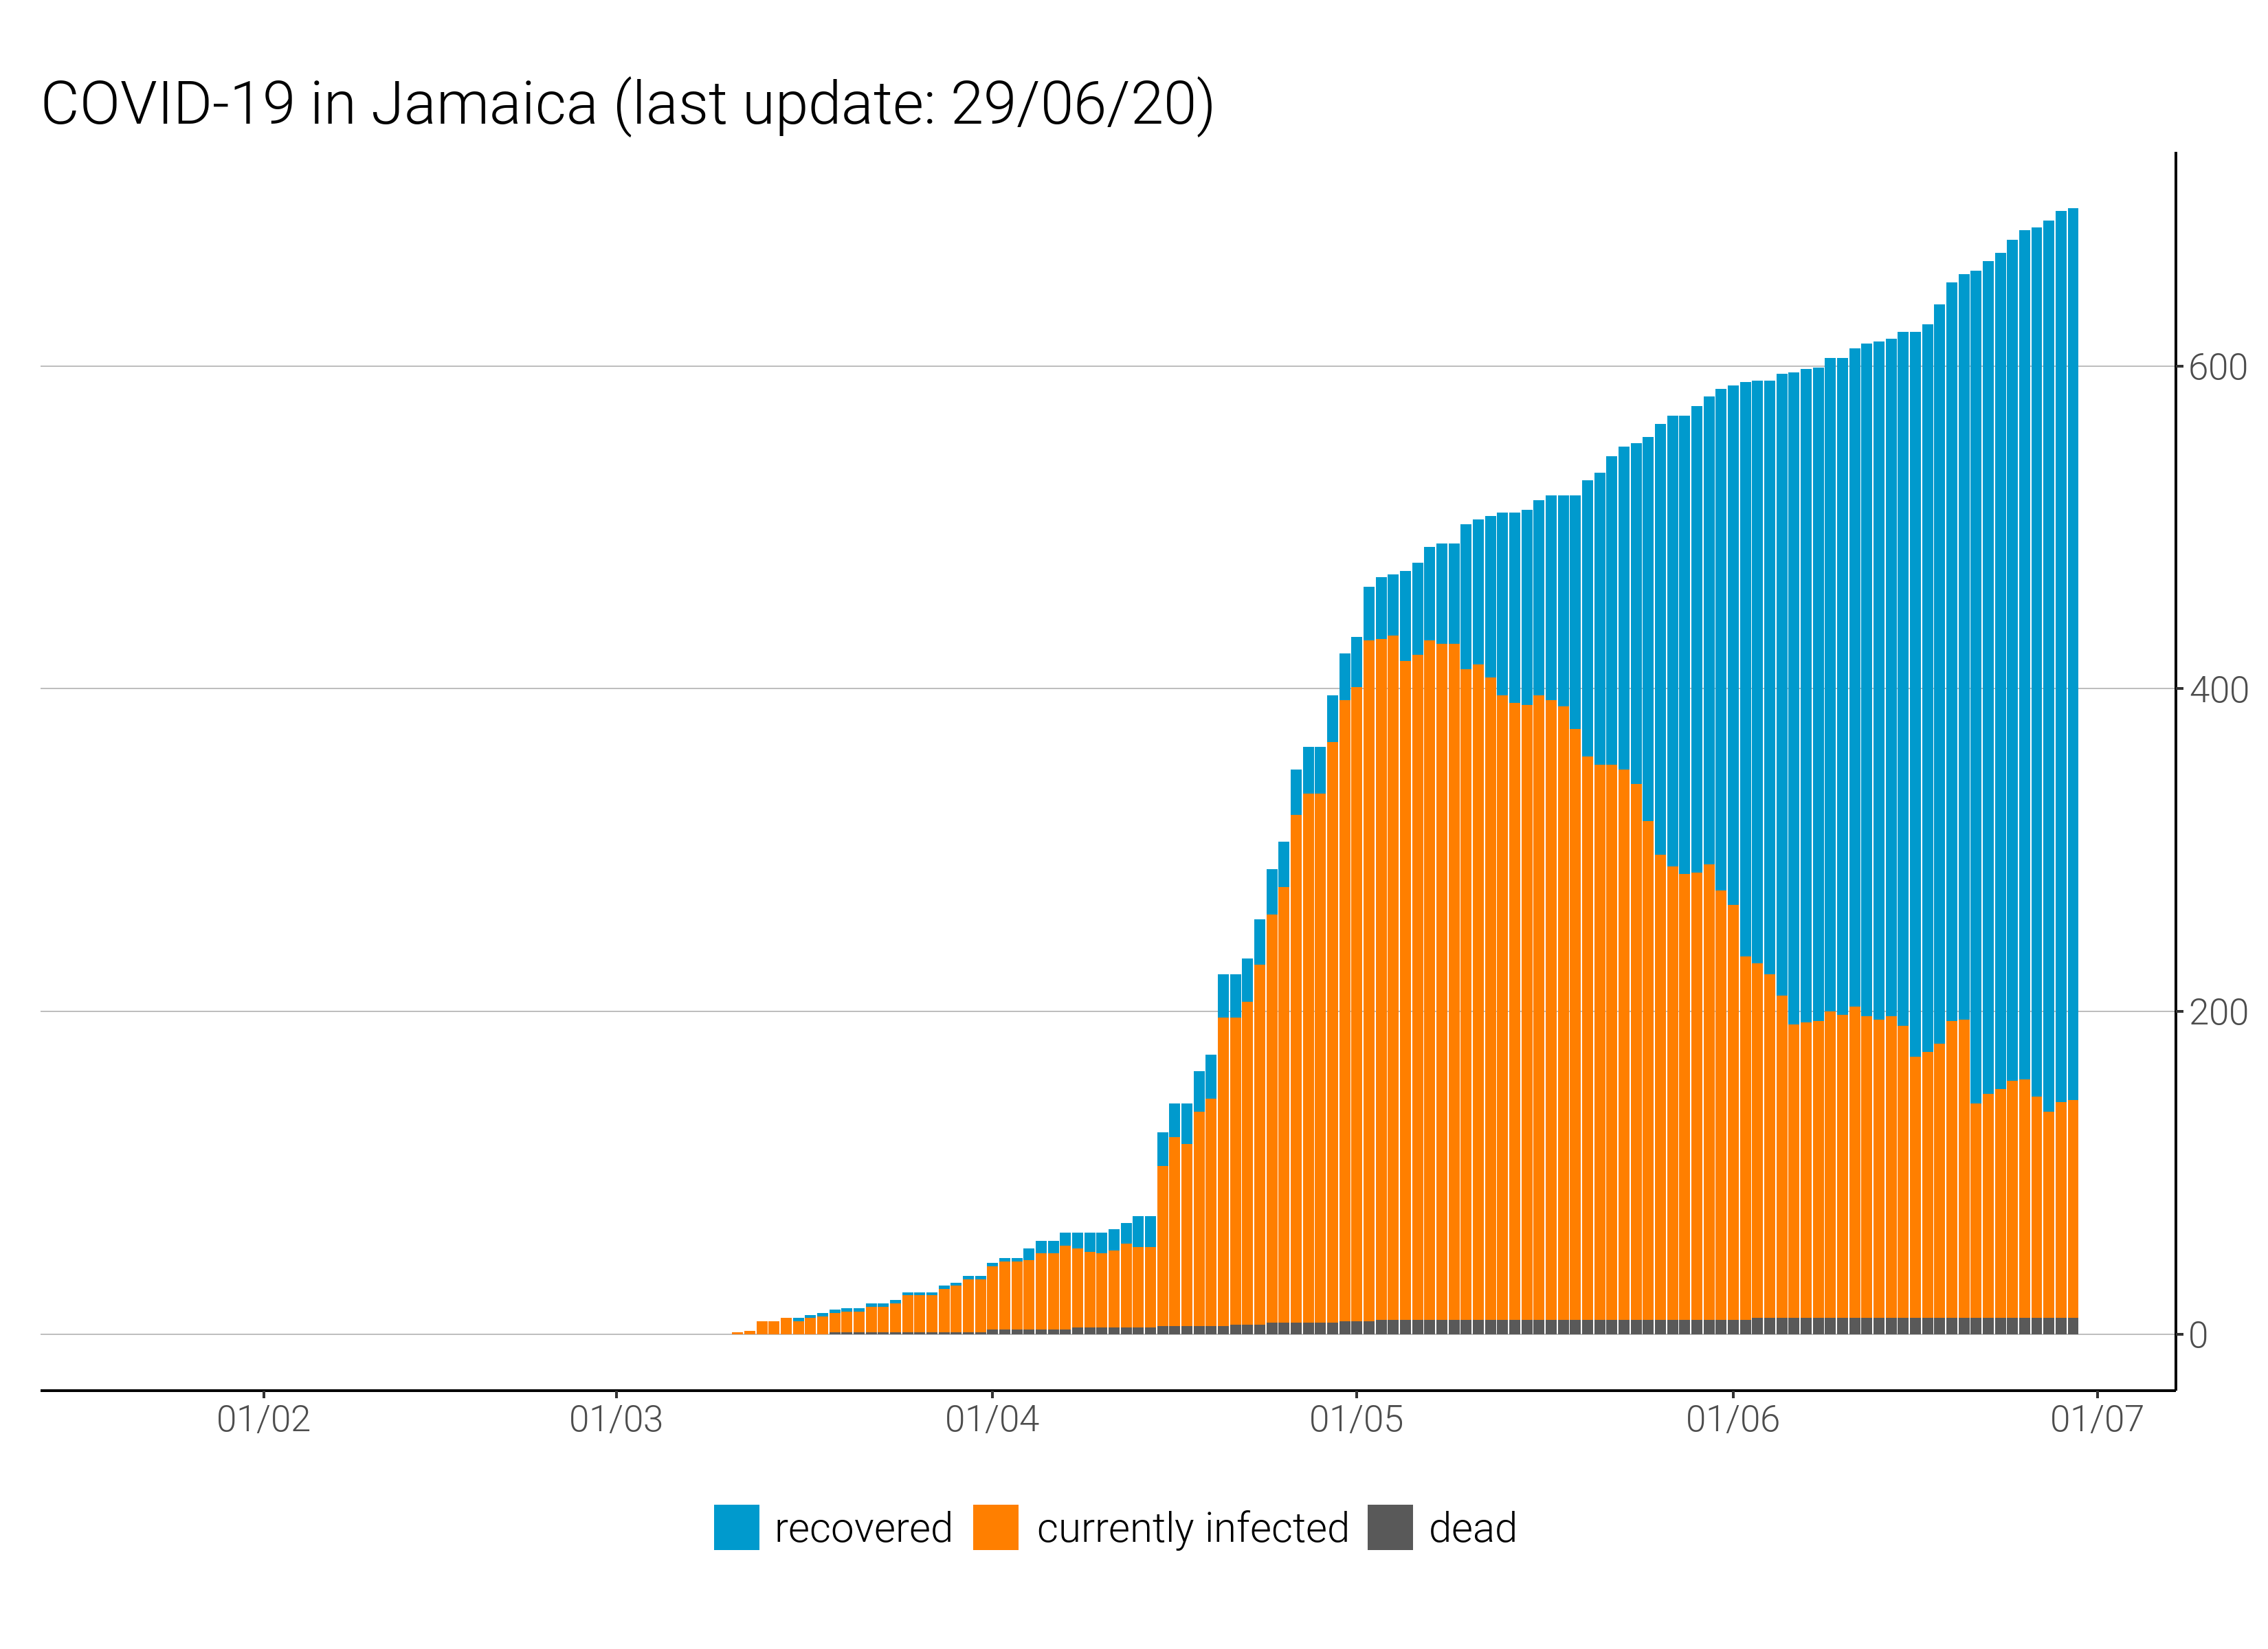 COVID-19 in Jamaica (last update: 29/06/20)
600
400
200
0
01/02 01/03 01/04 01/05 01/06 01/07
recovered currently infected dead